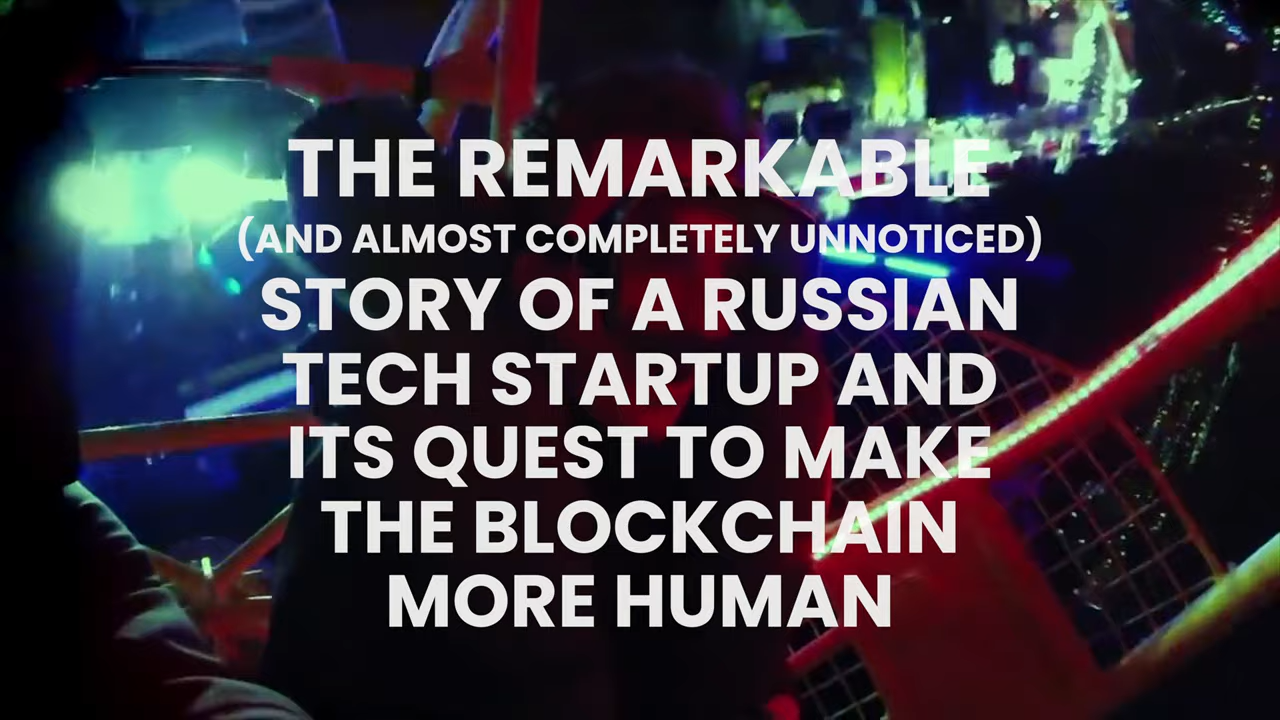 THE REMARKABLE
(AND ALMOST COMPLETELY UNNOTICED)
STORY OF A RUSSIAN
TECH STARTUP AND
ITS QUEST TO MAKE
THE BLOCKCHAIN
MORE HUMAN